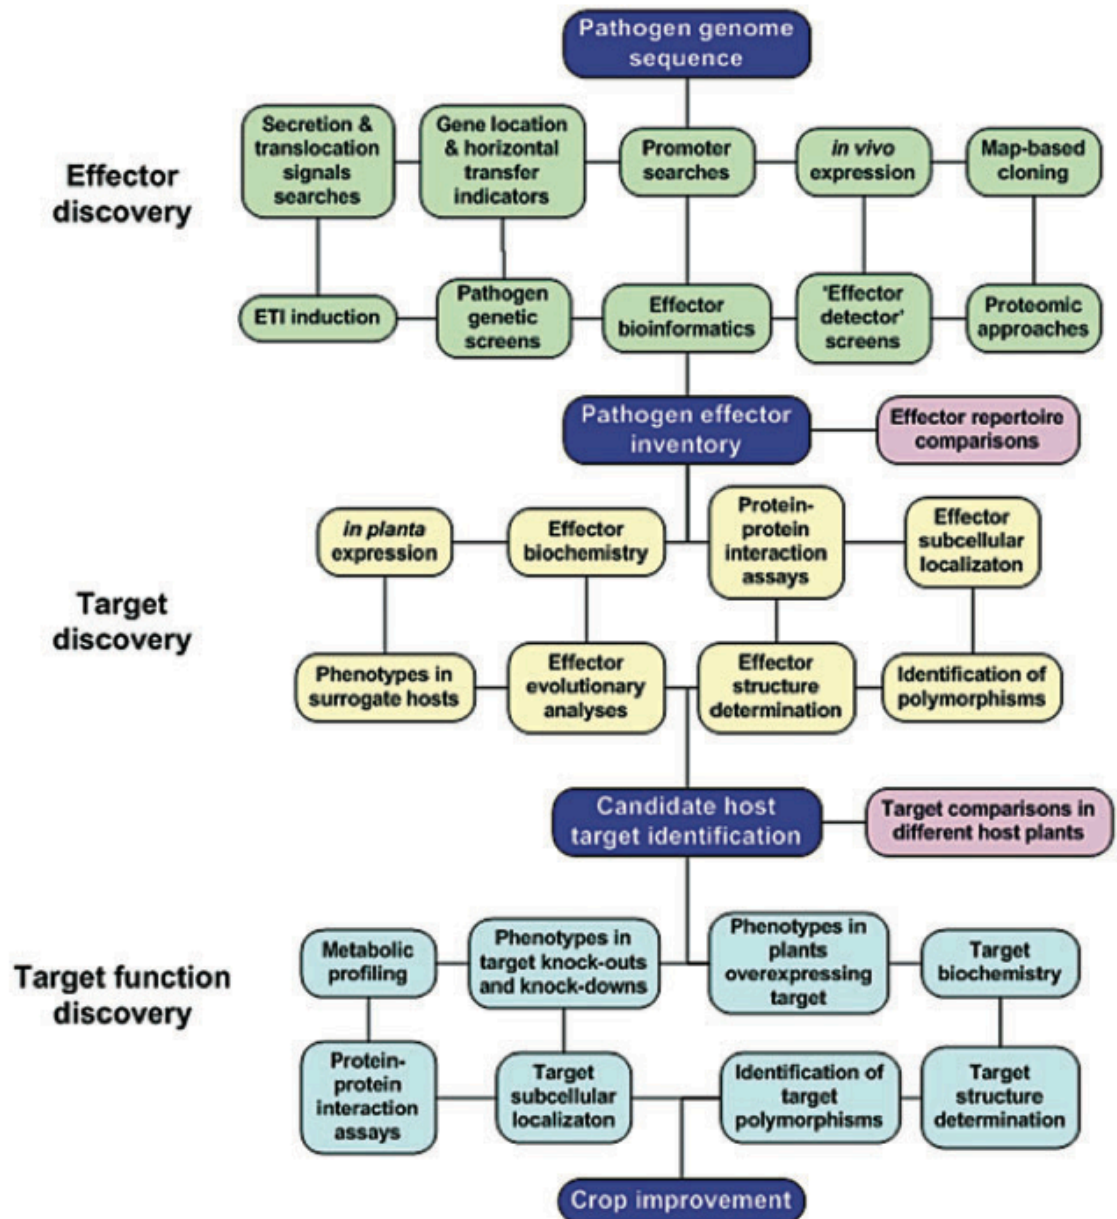 Pathogen genome
sequence
Effector
discovery
Secretion &
translocation
signals
searches
Gene location
& horizontal
transfer
indicators
Promoter
searches
in vivo
expression
Map-based
cloning
ETI induction
Pathogen
genetic
screens
Effector
bioinformatics
'Effector
detector'
screens
Proteomic
approaches
Pathogen effector
inventory
Effector repertoire
comparisons
Target
discovery
in planta
expression
Effector
biochemistry
Protein-
protein
interaction
assays
Effector
subcellular
localizaton
Phenotypes in
surrogate hosts
Effector
evolutionary
analyses
Effector
structure
determination
Identification of
polymorphisms
Candidate host
target identification
Target comparisons in
different host plants
Target function
discovery
Metabolic
profiling
Phenotypes in
target knock-outs
and knock-downs
Phenotypes in
plants
overexpressing
target
Target
biochemistry
Protein-
protein
interaction
assays
Target
subcellular
localizaton
Identification of
target
polymorphisms
Target
structure
determination
Crop improvement